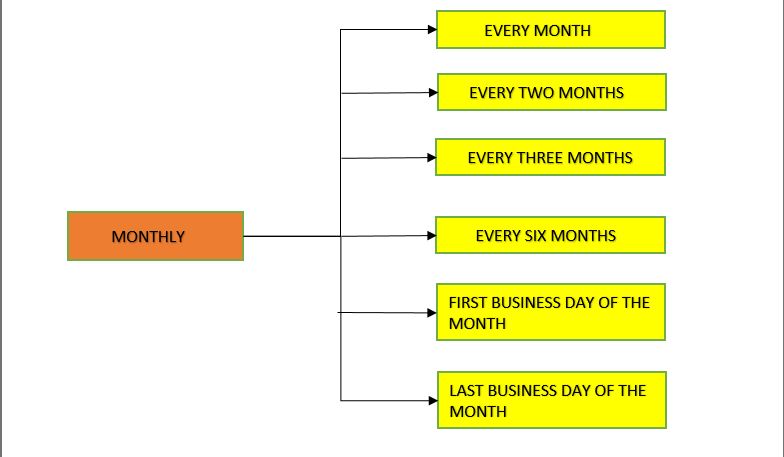 EVERY MONTH
EVERY TWO MONTHS
EVERY THREE MONTHS
MONTHLY
EVERY SIX MONTHS
FIRST BUSINESS DAY OF THE
MONTH
LAST BUSINESS DAY OF THE
MONTH